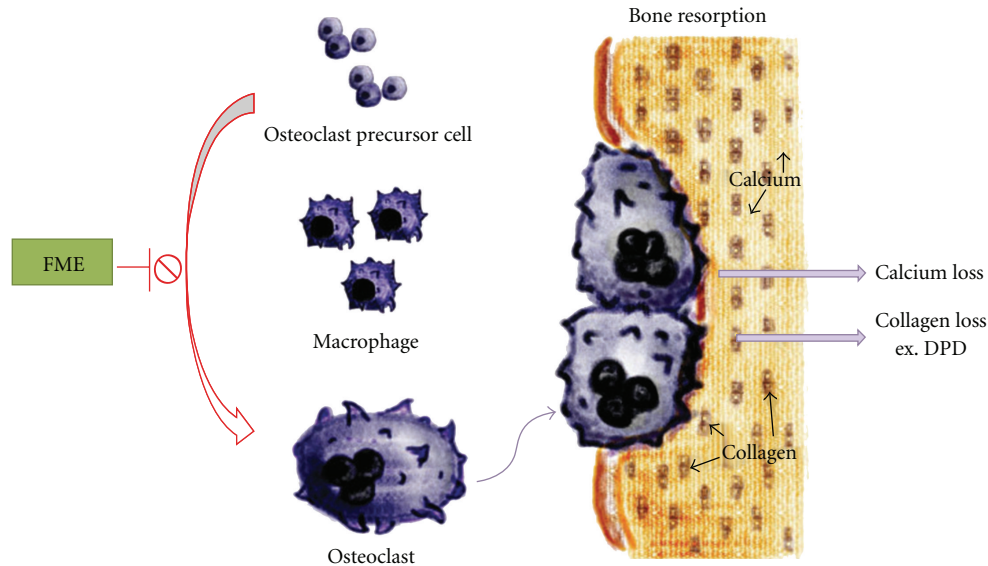 Bone resorption
Osteoclast precursor cell
Calcium
FME
Calcium loss
Collagen loss
ex. DPD
Macrophage
Collagen
Osteoclast